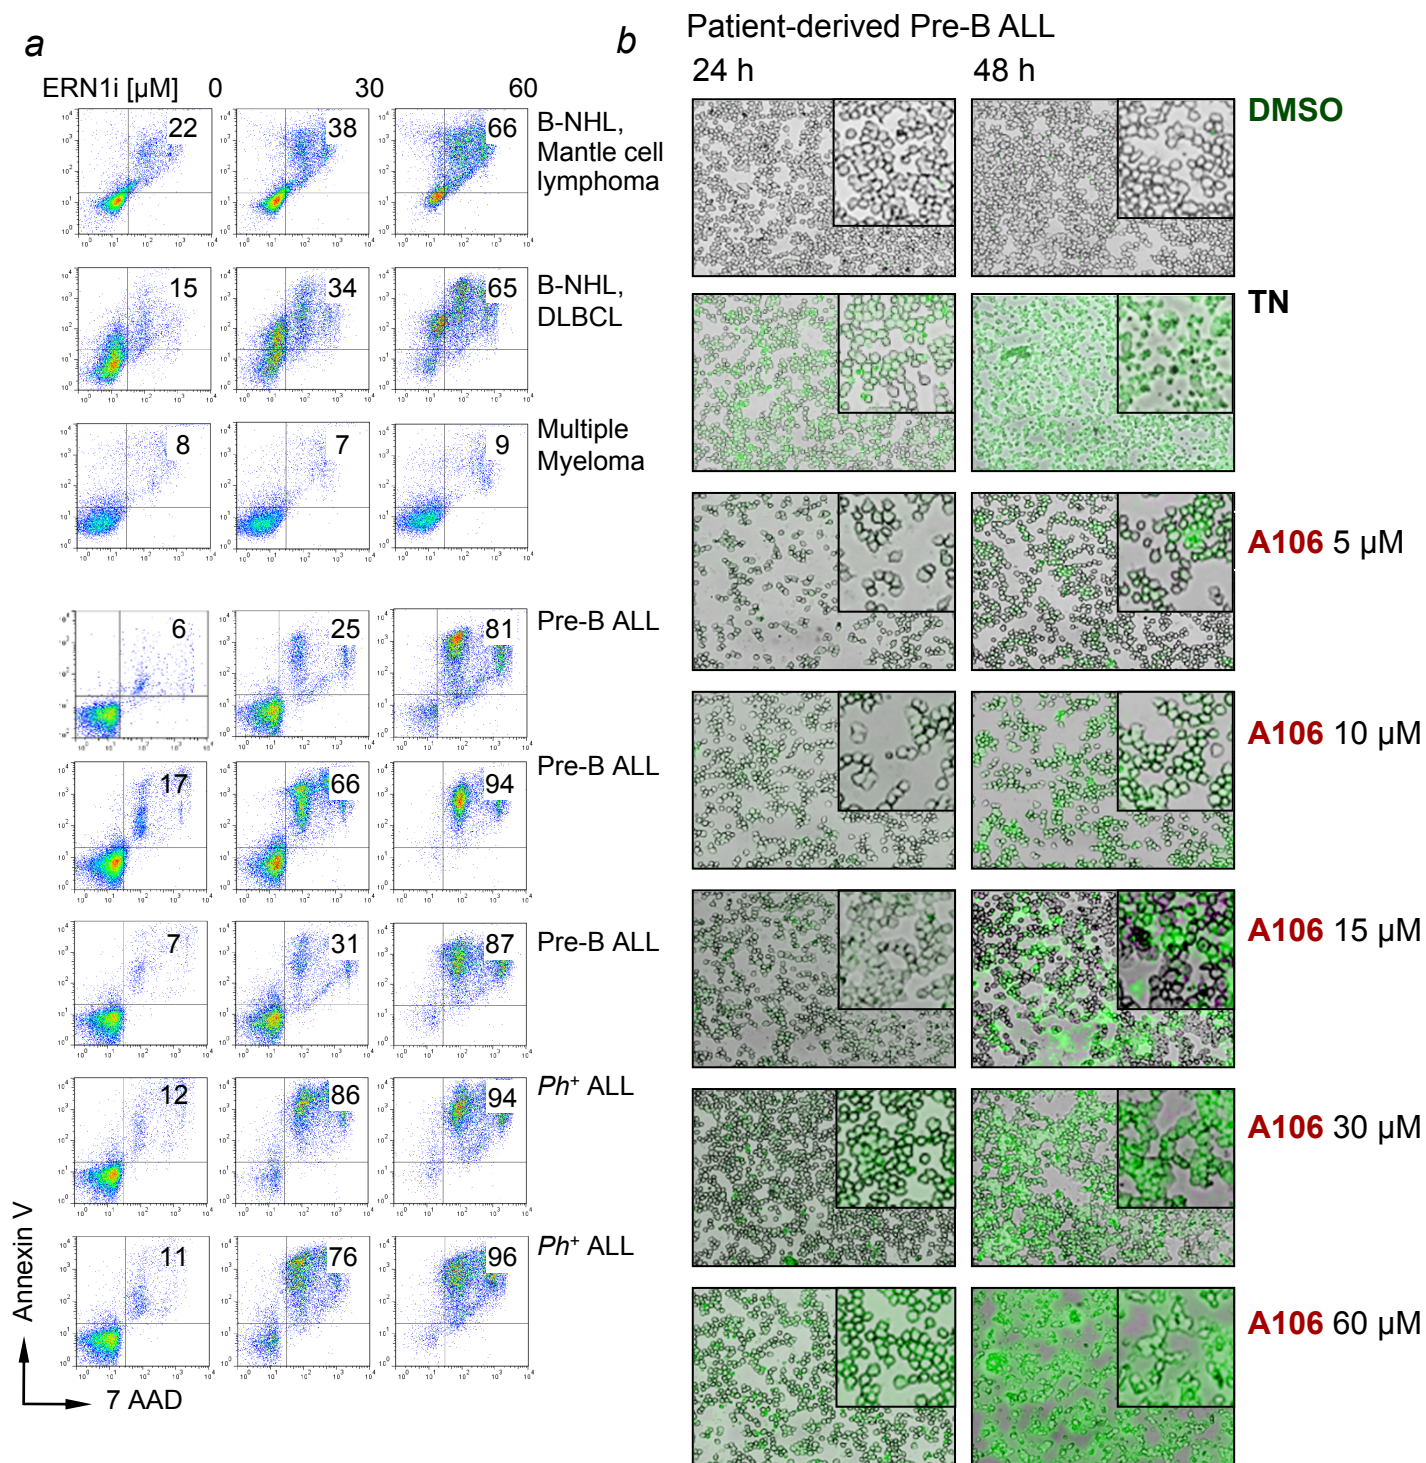 a
ERN1i [µM] 0 30 60
22 38 66 B-NHL,
Mantle cell
lymphoma
15 34 65 B-NHL,
DLBCL
8 7 9 Multiple
Myeloma
6 25 81 Pre-B ALL
17 66 94 Pre-B ALL
7 31 87 Pre-B ALL
12 86 94 Ph+ ALL
11 76 96 Ph+ ALL
Annexin V
7 AAD
b
Patient-derived Pre-B ALL
24 h 48 h
DMSO
TN
A106 5 µM
A106 10 µM
A106 15 µM
A106 30 µM
A106 60 µM